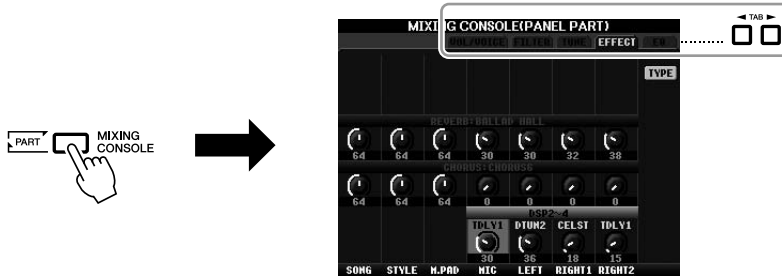 ◄ TAB ►
MIXING CONSOLE(PANEL PART)
VOL/VOICE FILTER TUNE EFFECT EQ
TYPE
PART
MIXING
CONSOLE
REVERB:BALLAD HALL
64 64 64 30 30 32 38
CHORUS:CHORUS6
64 64 64 0 0 0 0
DSP2~4
TDLY1 DTUN2 CELST TDLY1
30 36 18 15
SONG STYLE M.PAD MIC LEFT RIGHT1 RIGHT2